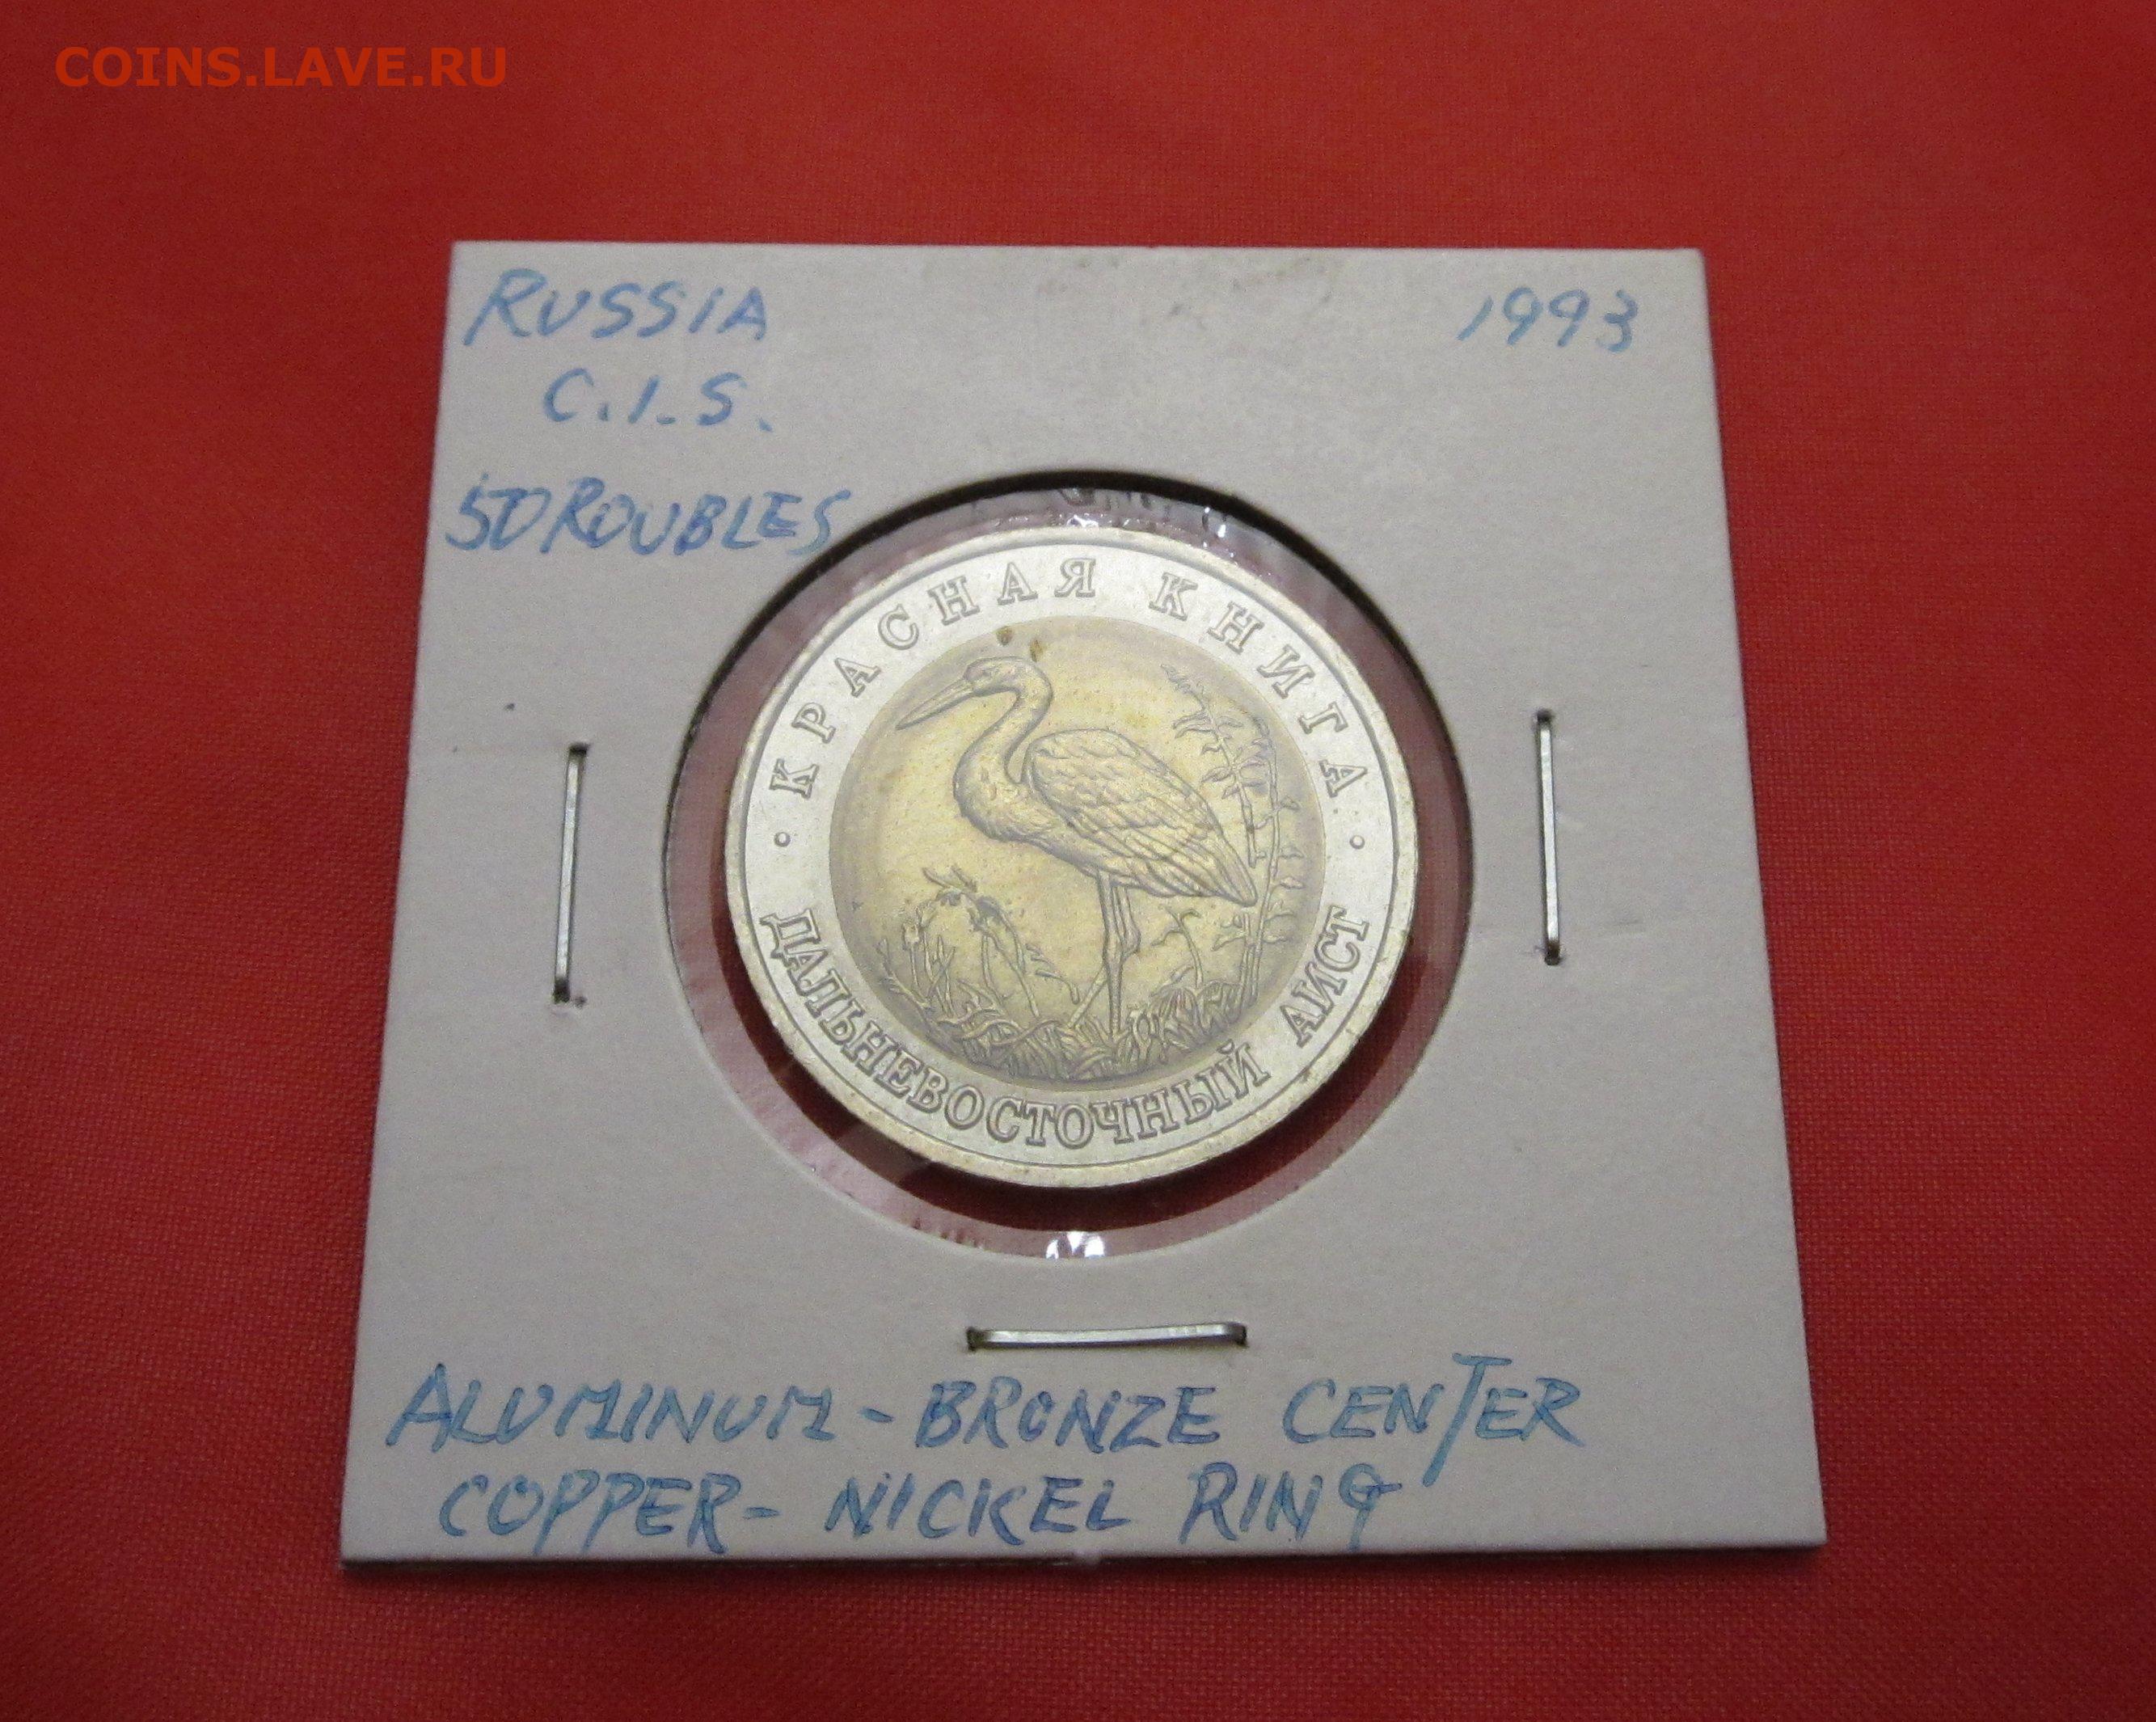 COINS.LAVE.RU
RUSSIA
1993
C.I.S.
50 ROUBLES
· КРАСНАЯ КНИГА ·
ДАЛЬНЕВОСТОЧНЫЙ АИСТ
ALUMINUM - BRONZE CENTER
COPPER - NICKEL RING